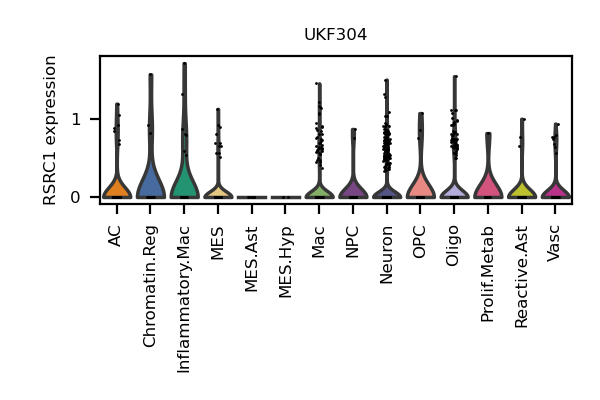 UKF304
RSRC1 expression
1
0
AC
Chromatin.Reg
Inflammatory.Mac
MES
MES.Ast
MES.Hyp
Mac
NPC
Neuron
OPC
Oligo
Prolif.Metab
Reactive.Ast
Vasc